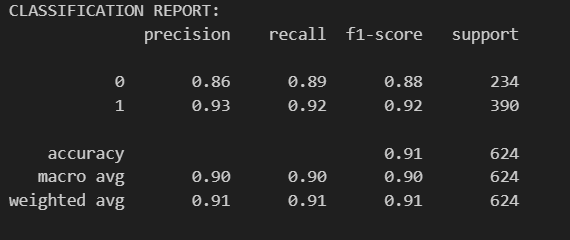 CLASSIFICATION REPORT:
precision recall f1-score support
0 0.86 0.89 0.88 234
1 0.93 0.92 0.92 390
accuracy 0.91 624
macro avg 0.90 0.90 0.90 624
weighted avg 0.91 0.91 0.91 624